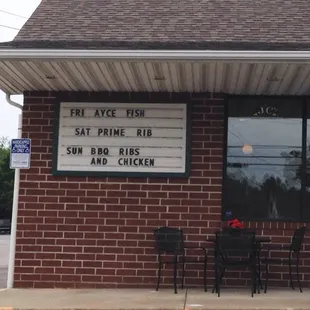 FRI AYCE FISH
SAT PRIME RIB
SUN BBQ RIBS
AND CHICKEN